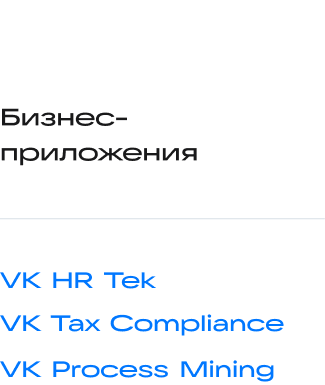 Бизнес-
приложения
VK HR Tek
VK Tax Compliance
VK Process Mining